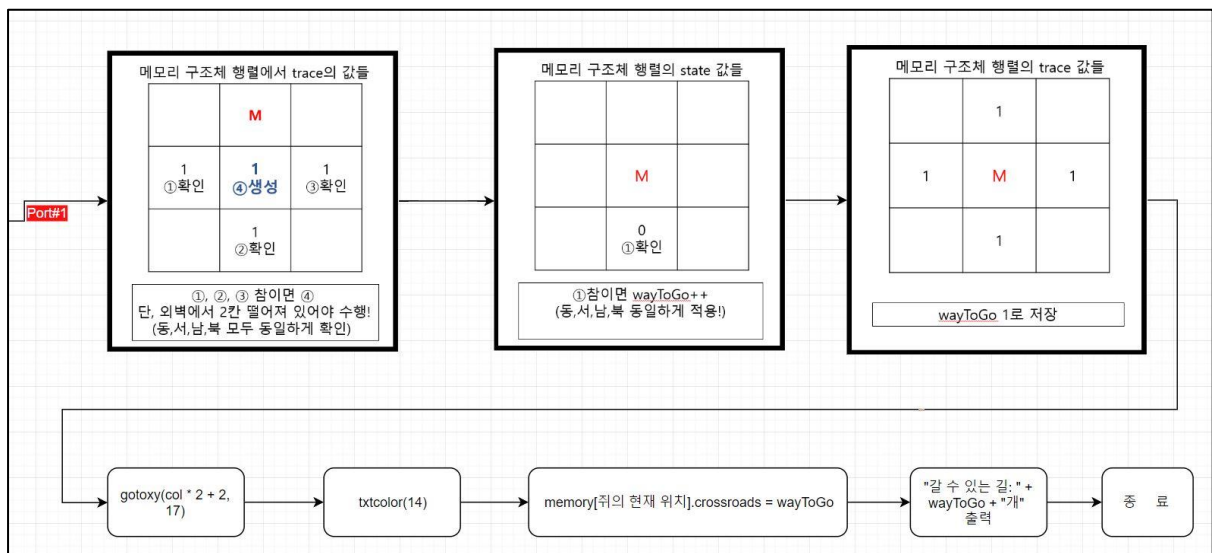 Port#1
메모리 구조체 행렬에서 trace의 값들
M
1
①확인
1
④생성
1
③확인
1
②확인
①, ②, ③ 참이면 ④
단, 외벽에서 2칸 떨어져 있어야 수행!
(동,서,남,북 모두 동일하게 확인)
메모리 구조체 행렬의 state 값들
M
0
①확인
①참이면 wayToGo++
(동,서,남,북 동일하게 적용!)
메모리 구조체 행렬의 trace 값들
1
1 M 1
1
wayToGo 1로 저장
gotoxy(col * 2 + 2,
17)
txtcolor(14)
memory[쥐의 현재 위치].crossroads = wayToGo
"갈 수 있는 길: " +
wayToGo + "개"
출력
종 료